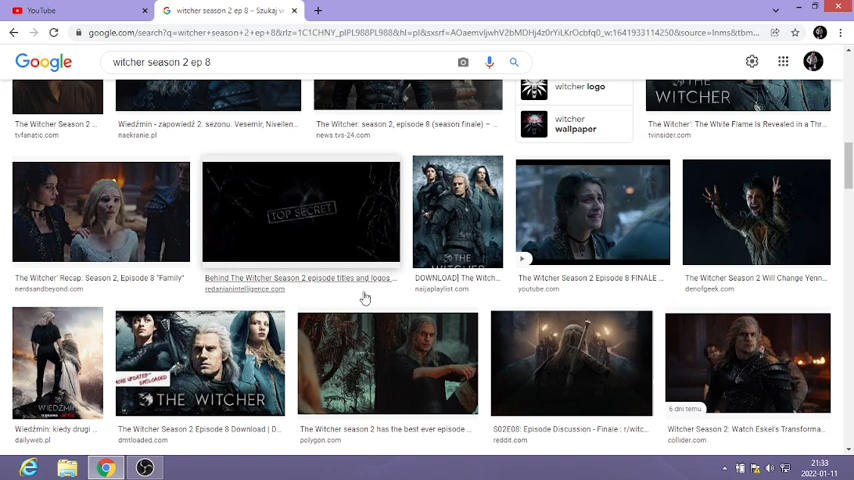 YouTube
witcher season 2 ep 8 – Szukaj w
google.com/search?q=witcher+season+2+ep+8&rlz=1C1CHNY_plPL988PL988&hl=pl&sxsrf=
Google
witcher season 2 ep 8
witcher logo
witcher wallpaper
THE WITCHER
The Witcher Season 2 ...
tvfanatic.com
Wiedźmin - zapowiedź 2. sezonu. Vesemir, Nivellen...
naekranie.pl
The Witcher: season 2, episode 8 (season finale) – ...
news.tvs-24.com
The Witcher': The White Flame Is Revealed in a Thr...
tvinsider.com
TOP SECRET
THE WITCHER
The Witcher' Recap: Season 2, Episode 8 "Family"
nerdsandbeyond.com
Behind The Witcher Season 2 episode titles and logos ...
redanianintelligence.com
DOWNLOAD] The Witch...
naijaplaylist.com
The Witcher Season 2 Episode 8 FINALE ...
youtube.com
The Witcher Season 2 Will Change Yenn...
denofgeek.com
WIEDŹMIN
THE WITCHER
6 dni temu
Wiedźmin: kiedy drugi ...
dailyweb.pl
The Witcher Season 2 Episode 8 Download | D...
dmtloaded.com
The Witcher season 2 has the best ever episode ...
polygon.com
S02E08: Episode Discussion - Finale : r/witc...
reddit.com
Witcher Season 2: Watch Eskel's Transforma...
collider.com
21:33
2022-01-11